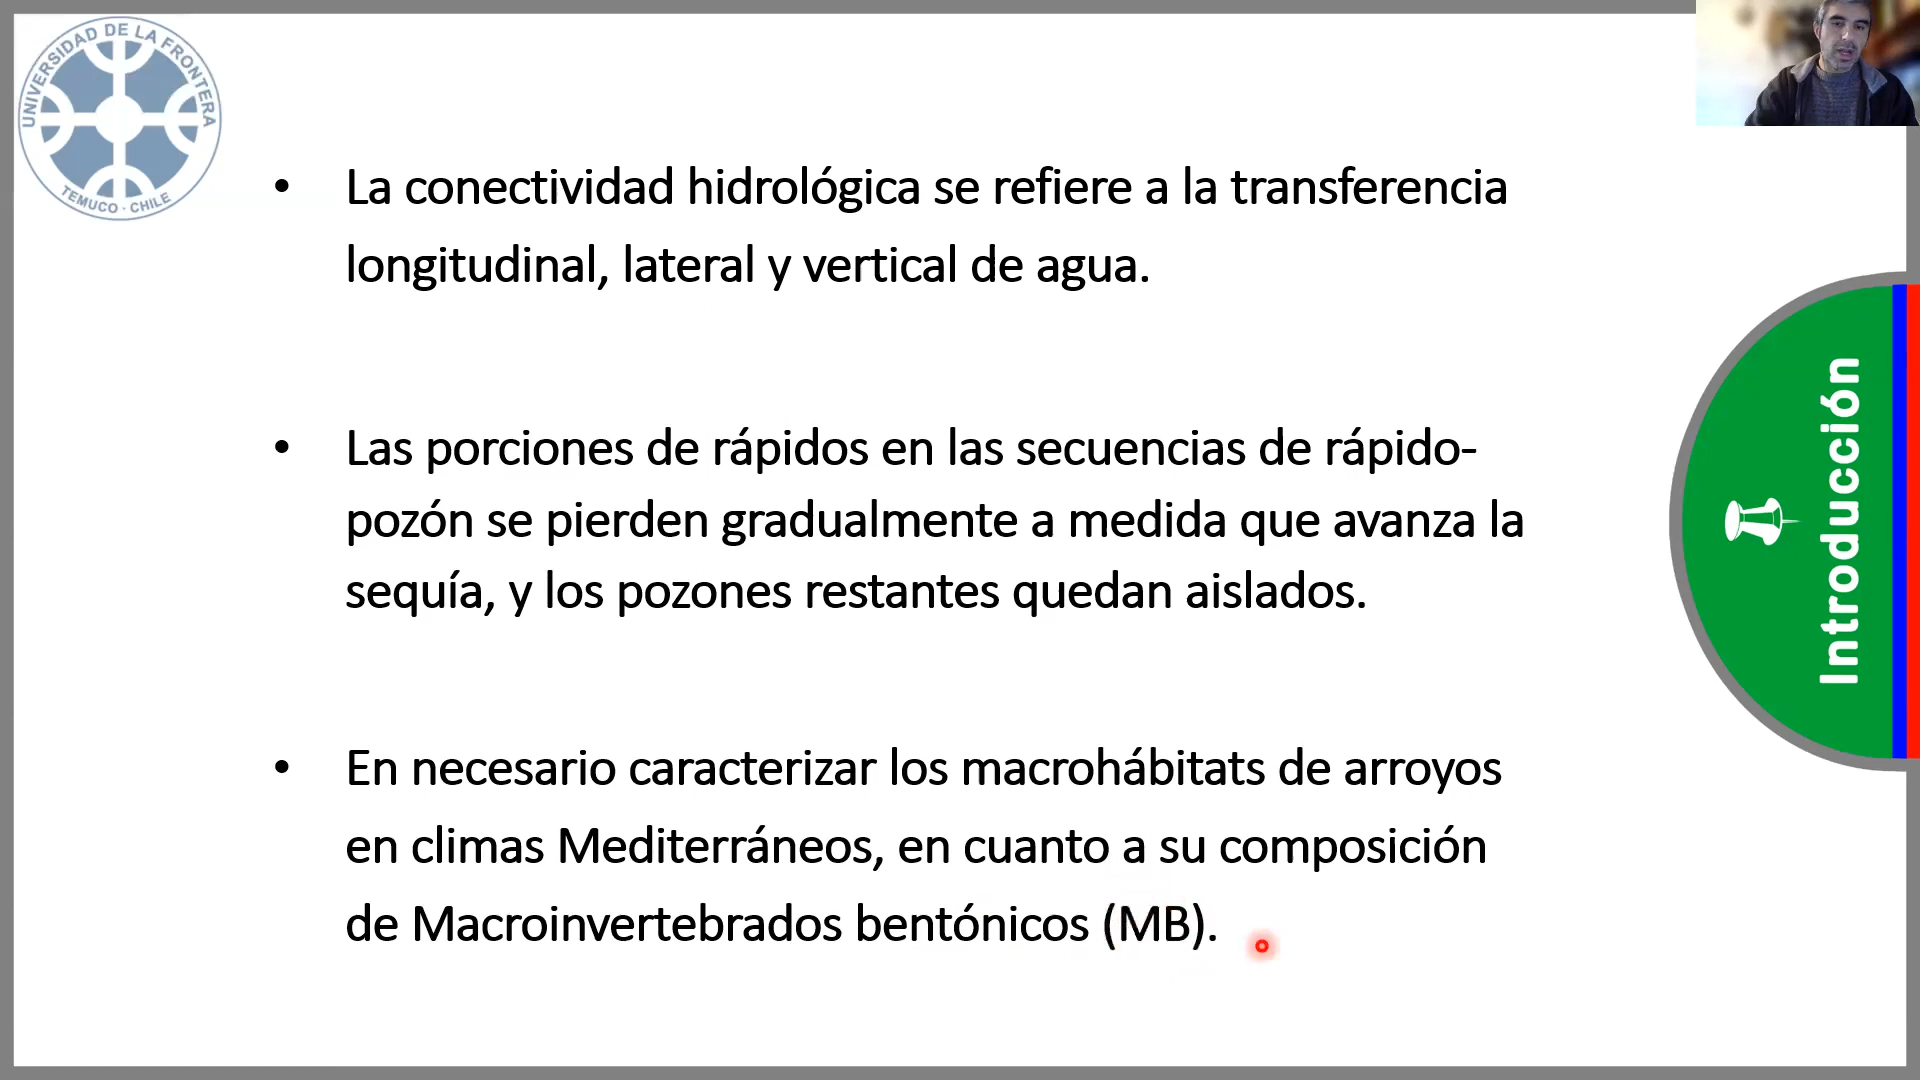 UNIVERSIDAD DE LA FRONTERA
TEMUCO · CHILE
• La conectividad hidrológica se refiere a la transferencia
longitudinal, lateral y vertical de agua.
• Las porciones de rápidos en las secuencias de rápido-
pozón se pierden gradualmente a medida que avanza la
sequía, y los pozones restantes quedan aislados.
• En necesario caracterizar los macrohábitats de arroyos
en climas Mediterráneos, en cuanto a su composición
de Macroinvertebrados bentónicos (MB).
Introducción